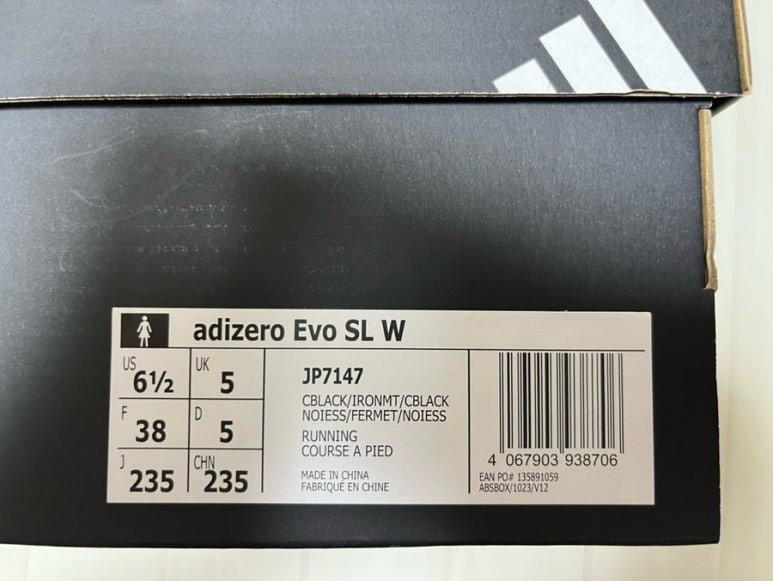 adizero Evo SL W
US 6½ UK 5
F 38 D 5
J 235 CHN 235
JP7147
CBLACK/IRONMT/CBLACK
NOIESS/FERMET/NOIESS
RUNNING
COURSE A PIED
MADE IN CHINA
FABRIQUÉ EN CHINE
4 067903 938706
EAN PO# 135891059
ABSBOX/1023/V12